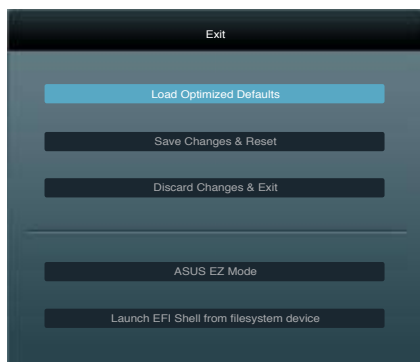 Exit
Load Optimized Defaults
Save Changes & Reset
Discard Changes & Exit
ASUS EZ Mode
Launch EFI Shell from filesystem device